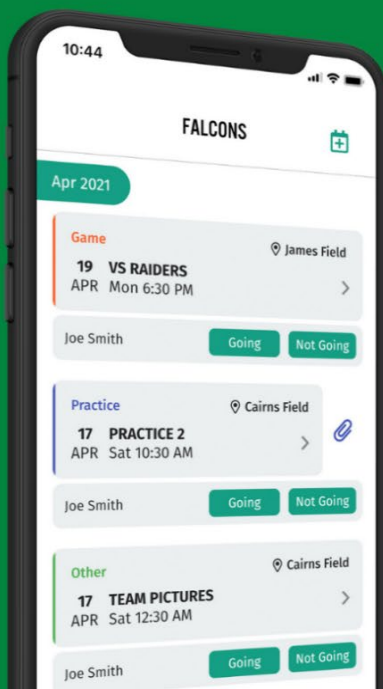 10:44
FALCONS
Apr 2021
Game
James Field
19 VS RAIDERS
APR Mon 6:30 PM
Joe Smith
Going
Not Going
Practice
Cairns Field
17 PRACTICE 2
APR Sat 10:30 AM
Joe Smith
Going
Not Going
Other
Cairns Field
17 TEAM PICTURES
APR Sat 12:30 AM
Joe Smith
Going
Not Going